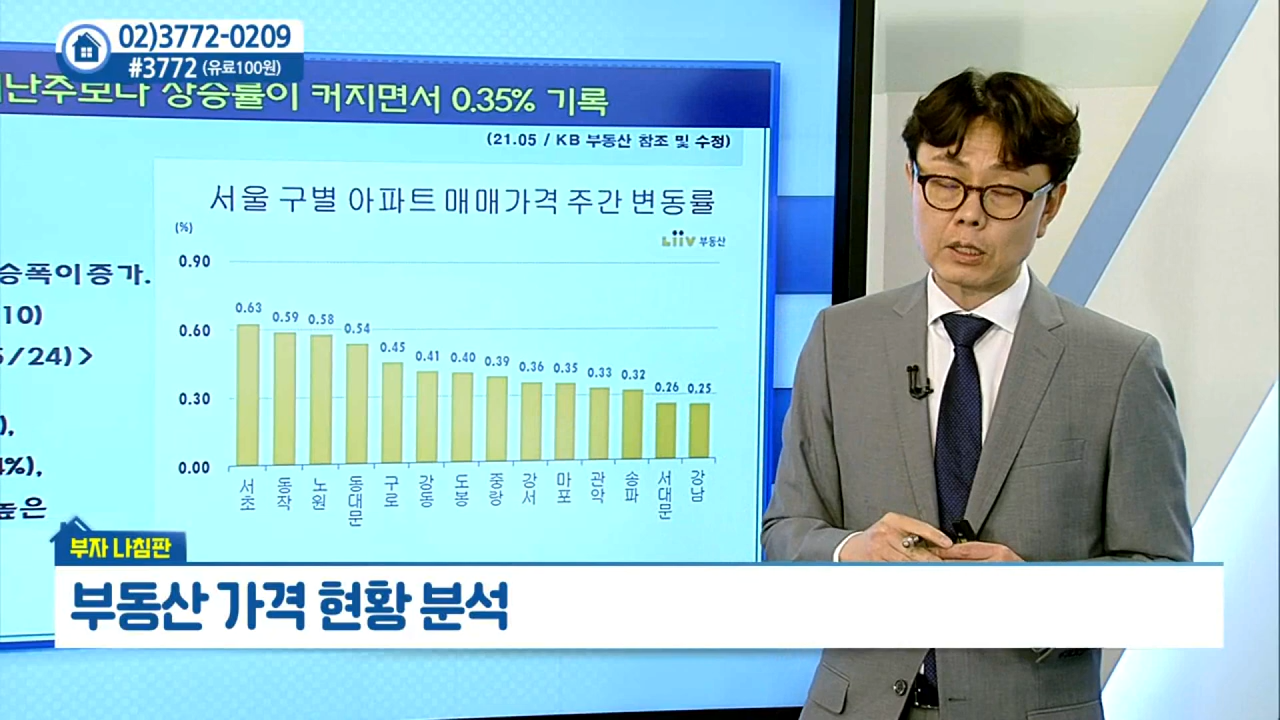 02)3772-0209
#3772 (유료100원)
난주보다 상승률이 커지면서 0.35% 기록
(21.05 / KB 부동산 참조 및 수정)
서울 구별 아파트 매매가격 주간 변동률
(%)
Liiv 부동산
0.90
0.60
0.30
0.00
0.63 0.59 0.58 0.54 0.45 0.41 0.40 0.39 0.36 0.35 0.33 0.32 0.26 0.25
서초 동작 노원 동대문 구로 강동 도봉 중랑 강서 마포 관악 송파 서대문 강남
승폭이 증가.
10)
/24)>
),
%),
높은
부자 나침판
부동산 가격 현황 분석